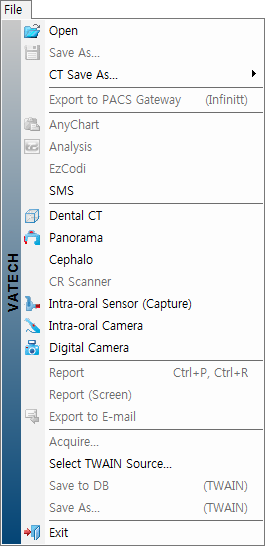 File
Open
Save As...
CT Save As...
Export to PACS Gateway (Infinitt)
AnyChart
Analysis
EzCodi
SMS
Dental CT
Panorama
Cephalo
CR Scanner
Intra-oral Sensor (Capture)
Intra-oral Camera
Digital Camera
Report Ctrl+P, Ctrl+R
Report (Screen)
Export to E-mail
Acquire...
Select TWAIN Source...
Save to DB (TWAIN)
Save As... (TWAIN)
Exit
VATECH